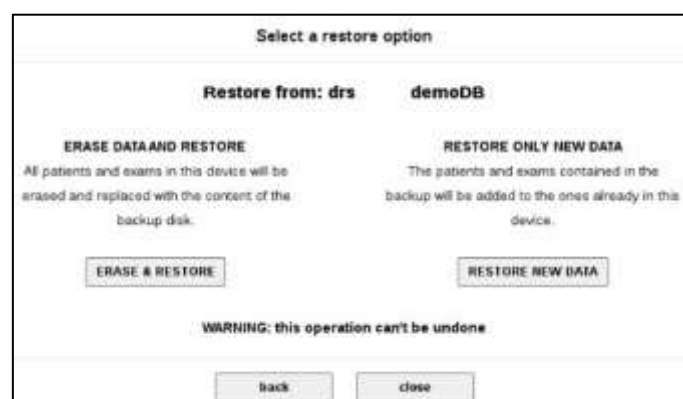 Select a restore option
Restore from: drs demoDB
ERASE DATA AND RESTORE
All patients and exams in this device will be
erased and replaced with the content of the
backup disk.
ERASE & RESTORE
RESTORE ONLY NEW DATA
The patients and exams contained in the
backup will be added to the ones already in this
device.
RESTORE NEW DATA
WARNING: this operation can't be undone
back
close